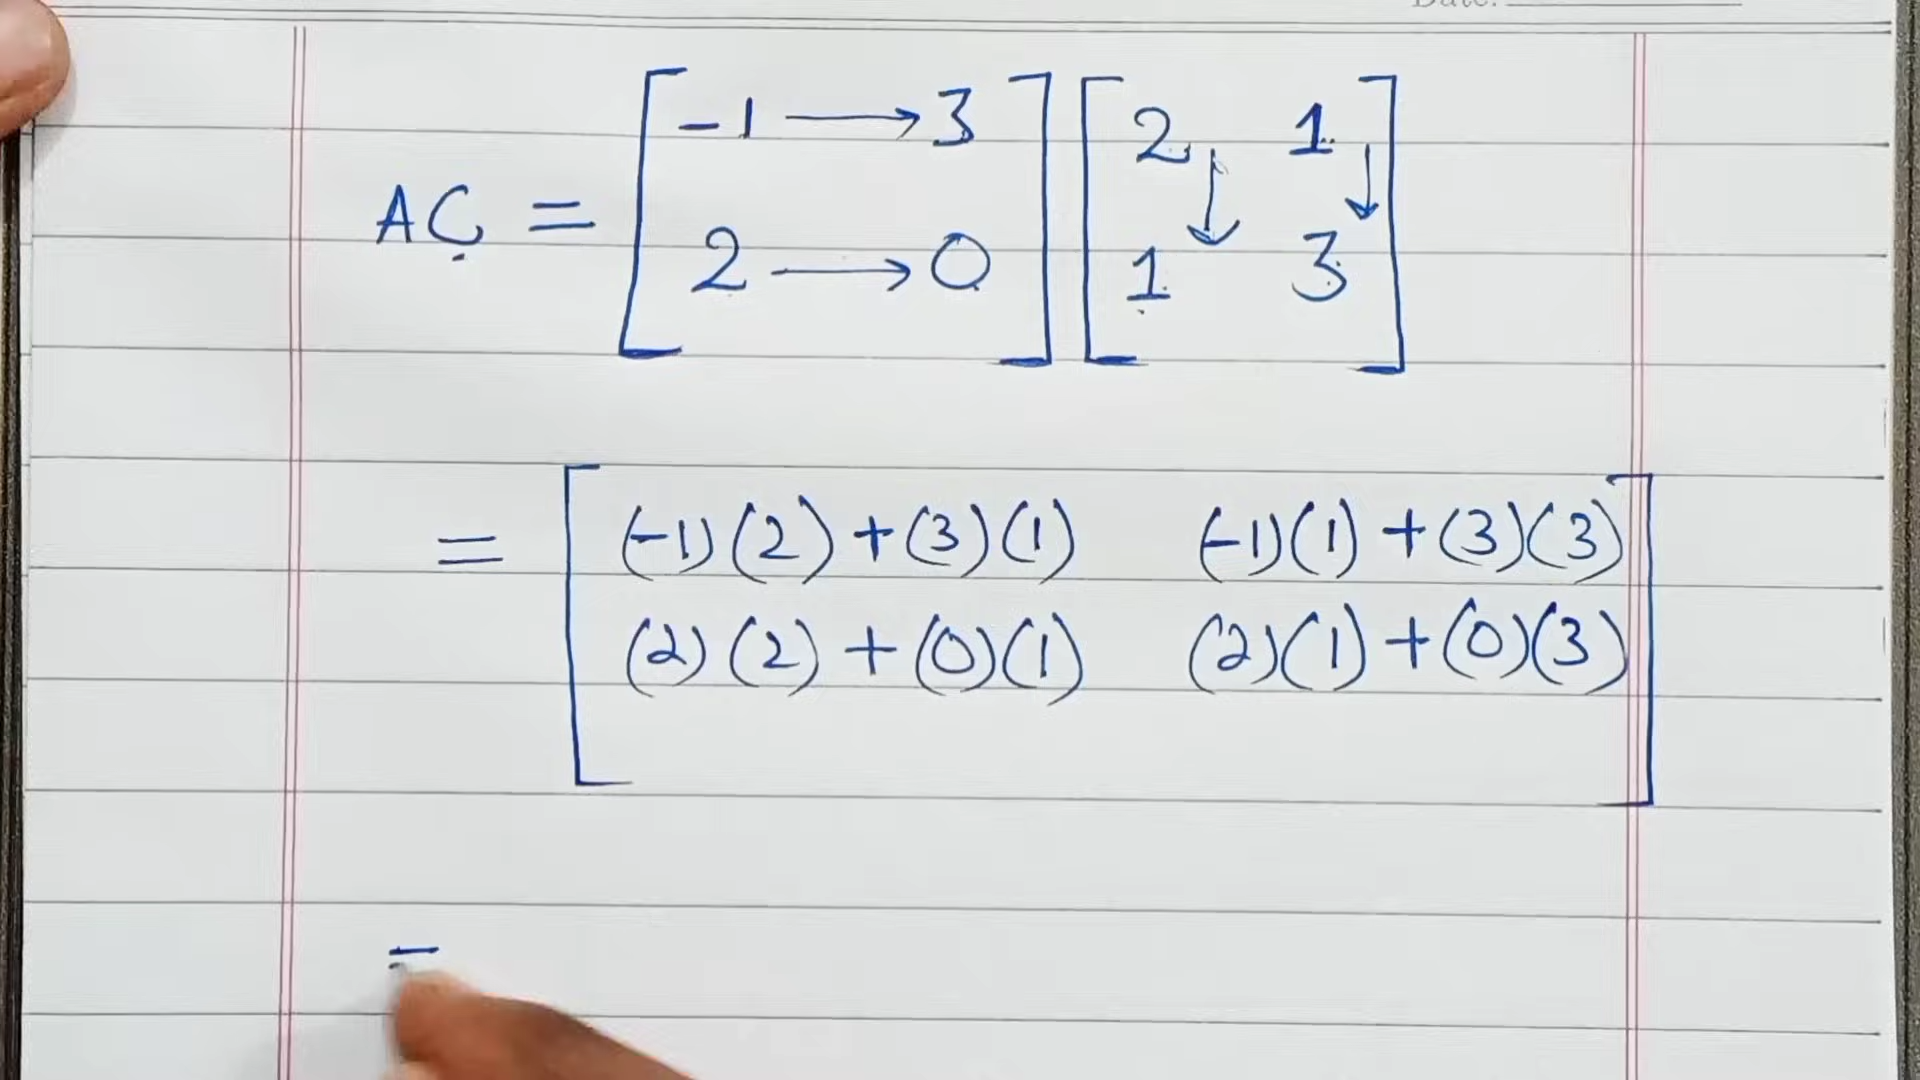 Date:
AC = [ -1 → 3 ] [ 2 ↓ 1 ↓ ]
[ 2 → 0 ] [ 1 3 ]
= [ (-1)(2)+(3)(1) (-1)(1)+(3)(3) ]
[ (2)(2)+(0)(1) (2)(1)+(0)(3) ]
=